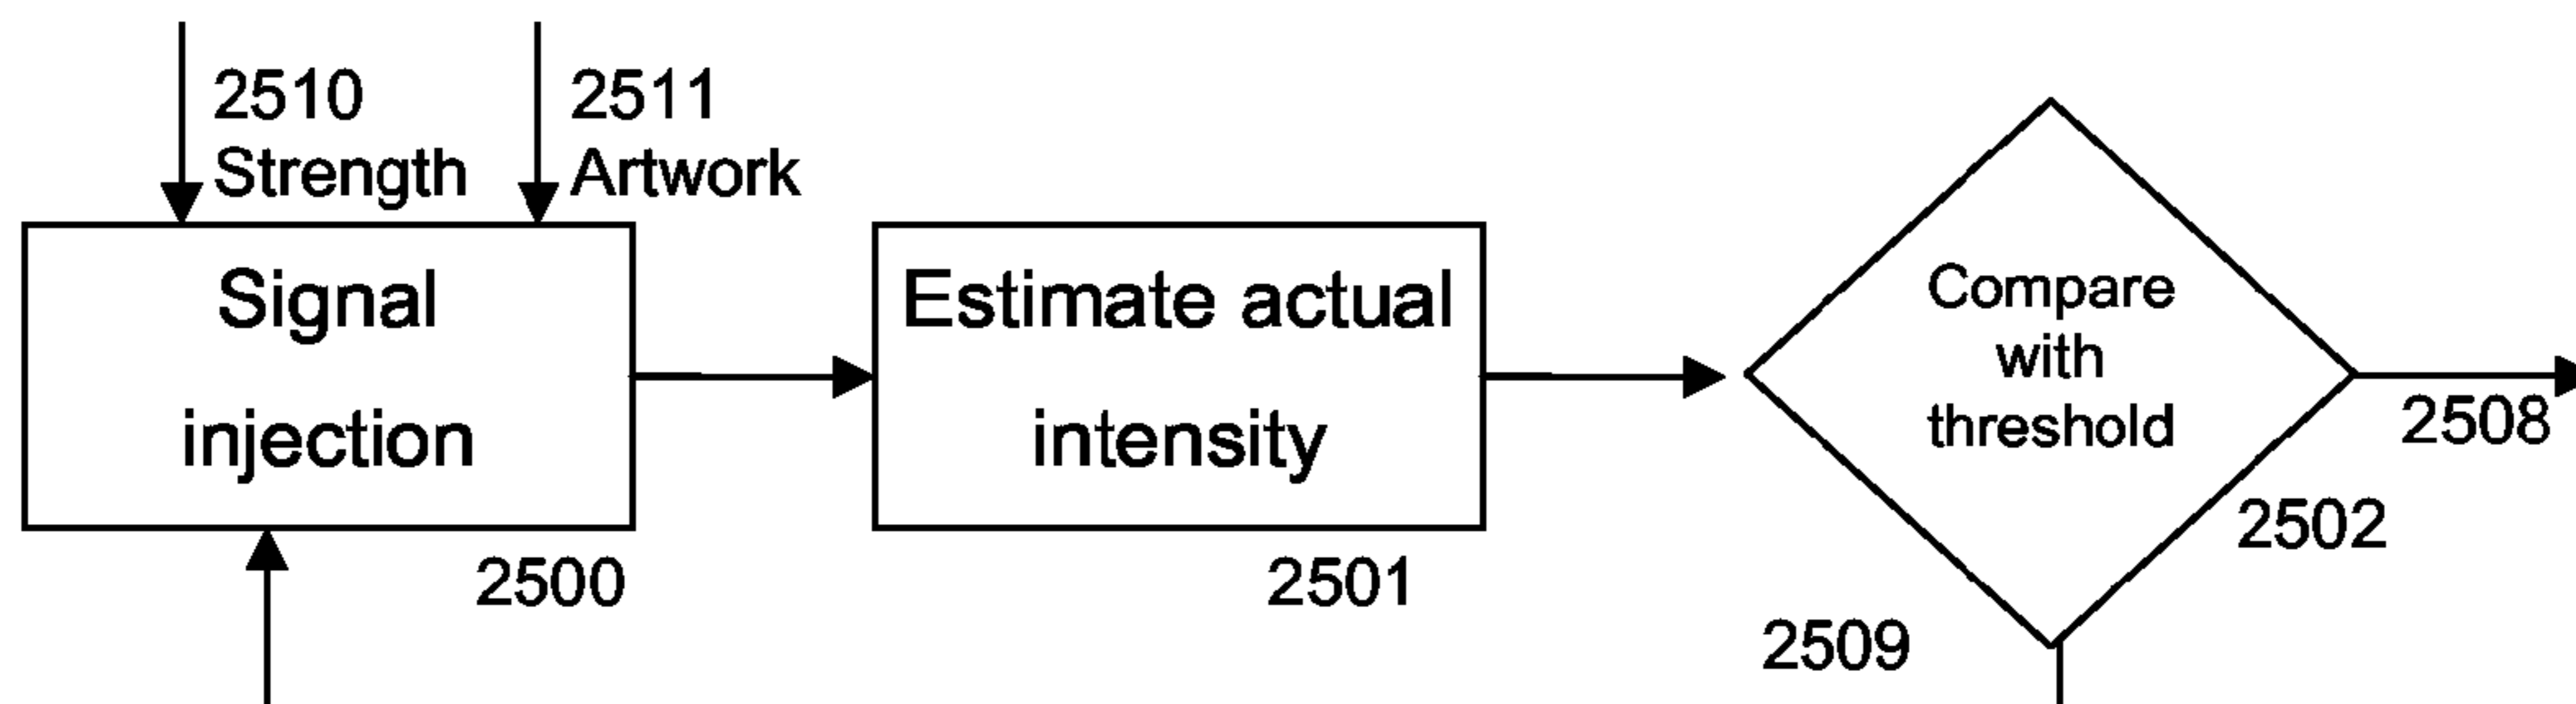 2510
Strength
2511
Artwork
Signal
injection
2500
Estimate actual
intensity
2501
Compare
with
threshold
2502
2508
2509